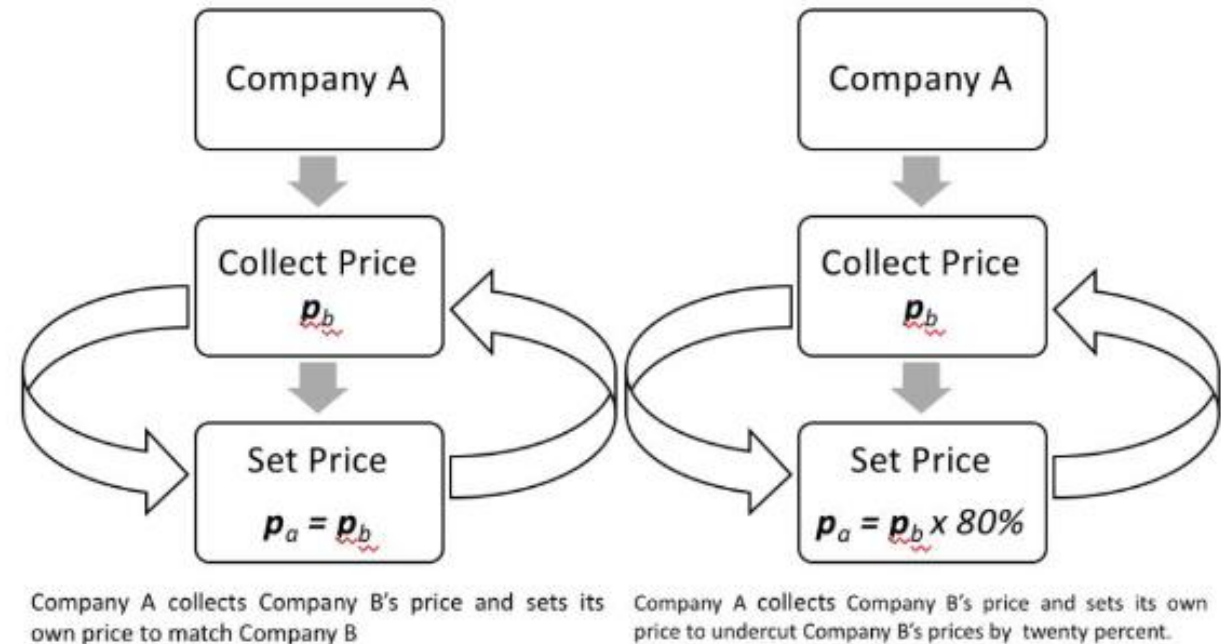 Company A
Collect Price
pb
Set Price
pa = pb
Company A collects Company B's price and sets its
own price to match Company B
Company A
Collect Price
pb
Set Price
pa = pb x 80%
Company A collects Company B's price and sets its own
price to undercut Company B's prices by twenty percent.